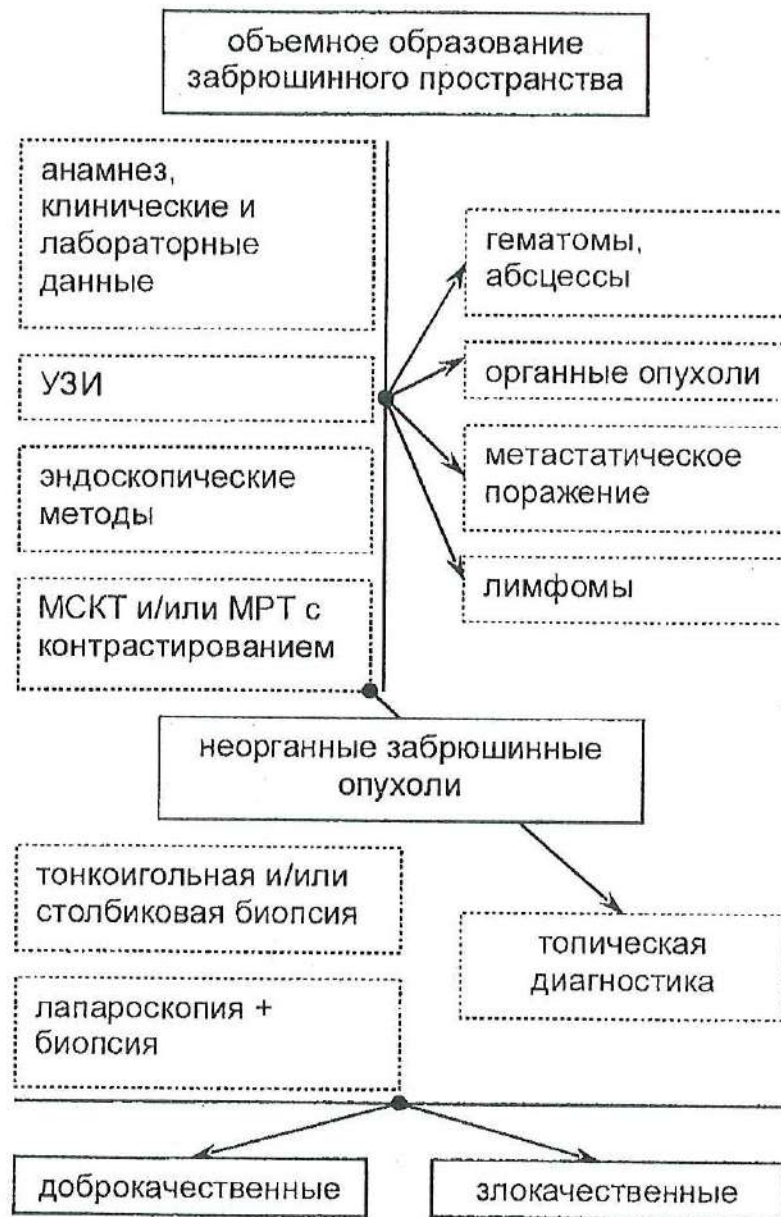 объемное образование
забрюшинного пространства
анамнез,
клинические и
лабораторные
данные
УЗИ
эндоскопические
методы
МСКТ и/или МРТ с
контрастированием
гематомы,
абсцессы
органные опухоли
метастатическое
поражение
лимфомы
неорганные забрюшинные
опухоли
тонкоигольная и/или
столбиковая биопсия
лапароскопия +
биопсия
топическая
диагностика
доброкачественные
злокачественные